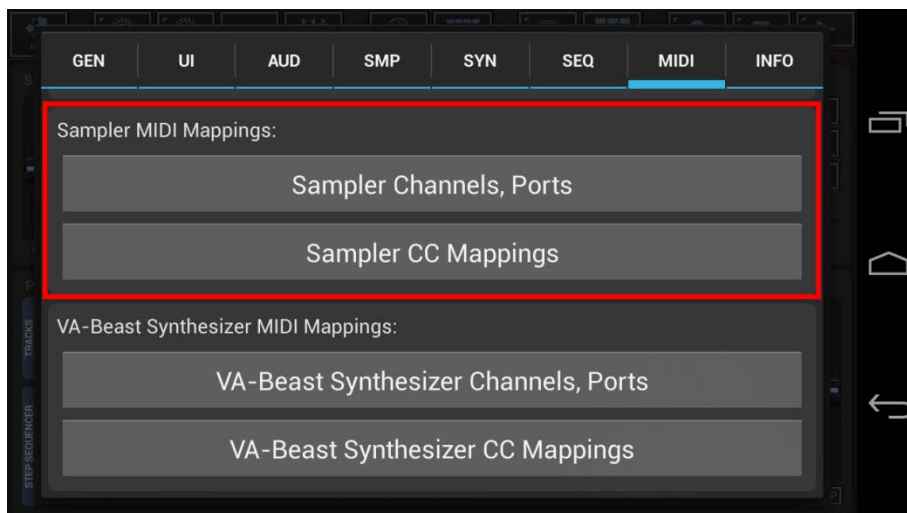 GEN UI AUD SMP SYN SEQ MIDI INFO
Sampler MIDI Mappings:
Sampler Channels, Ports
Sampler CC Mappings
VA-Beast Synthesizer MIDI Mappings:
VA-Beast Synthesizer Channels, Ports
VA-Beast Synthesizer CC Mappings
TRACKS
STEP SEQUENCER